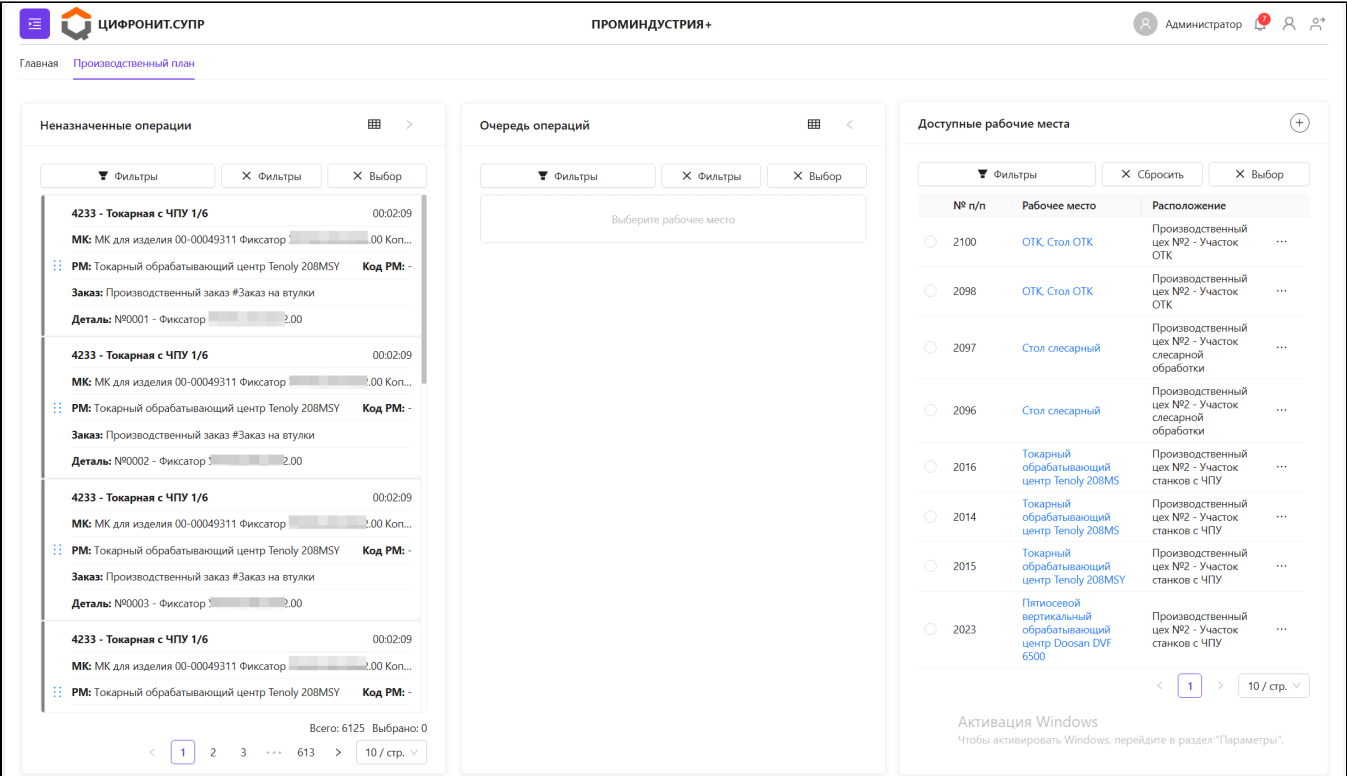 ЦИФРОНИТ.СУПР
ПРОМИНДУСТРИЯ+
Администратор
7
Главная Производственный план
Неназначенные операции
Фильтры Фильтры Выбор
4233 - Токарная с ЧПУ 1/6 00:02:09
МК: МК для изделия 00-00049311 Фиксатор .00 Коп...
РМ: Токарный обрабатывающий центр Tenoly 208MSY Код РМ: -
Заказ: Производственный заказ #Заказ на втулки
Деталь: №0001 - Фиксатор 2.00
4233 - Токарная с ЧПУ 1/6 00:02:09
МК: МК для изделия 00-00049311 Фиксатор .00 Коп...
РМ: Токарный обрабатывающий центр Tenoly 208MSY Код РМ: -
Заказ: Производственный заказ #Заказ на втулки
Деталь: №0002 - Фиксатор 2.00
4233 - Токарная с ЧПУ 1/6 00:02:09
МК: МК для изделия 00-00049311 Фиксатор 2.00 Коп...
РМ: Токарный обрабатывающий центр Tenoly 208MSY Код РМ: -
Заказ: Производственный заказ #Заказ на втулки
Деталь: №0003 - Фиксатор 2.00
4233 - Токарная с ЧПУ 1/6 00:02:09
МК: МК для изделия 00-00049311 Фиксатор 2.00 Коп...
РМ: Токарный обрабатывающий центр Tenoly 208MSY Код РМ: -
Всего: 6125 Выбрано: 0
< 1 2 3 ••• 613 > 10 / стр.
Очередь операций
Фильтры Фильтры Выбор
Выберите рабочее место
Доступные рабочие места
Фильтры Сбросить Выбор
№ п/п Рабочее место Расположение
2100 ОТК, Стол ОТК Производственный
цех №2 - Участок
ОТК
2098 ОТК, Стол ОТК Производственный
цех №2 - Участок
ОТК
2097 Стол слесарный Производственный
цех №2 - Участок
слесарной
обработки
2096 Стол слесарный Производственный
цех №2 - Участок
слесарной
обработки
Токарный Производственный
2016 обрабатывающий цех №2 - Участок
центр Tenoly 208MS станков с ЧПУ
Токарный Производственный
2014 обрабатывающий цех №2 - Участок
центр Tenoly 208MS станков с ЧПУ
Токарный Производственный
2015 обрабатывающий цех №2 - Участок
центр Tenoly 208MSY станков с ЧПУ
Пятиосевой
вертикальный Производственный
2023 обрабатывающий цех №2 - Участок
центр Doosan DVF станков с ЧПУ
6500
< 1 > 10 / стр.
Активация Windows
Чтобы активировать Windows, перейдите в раздел "Параметры".